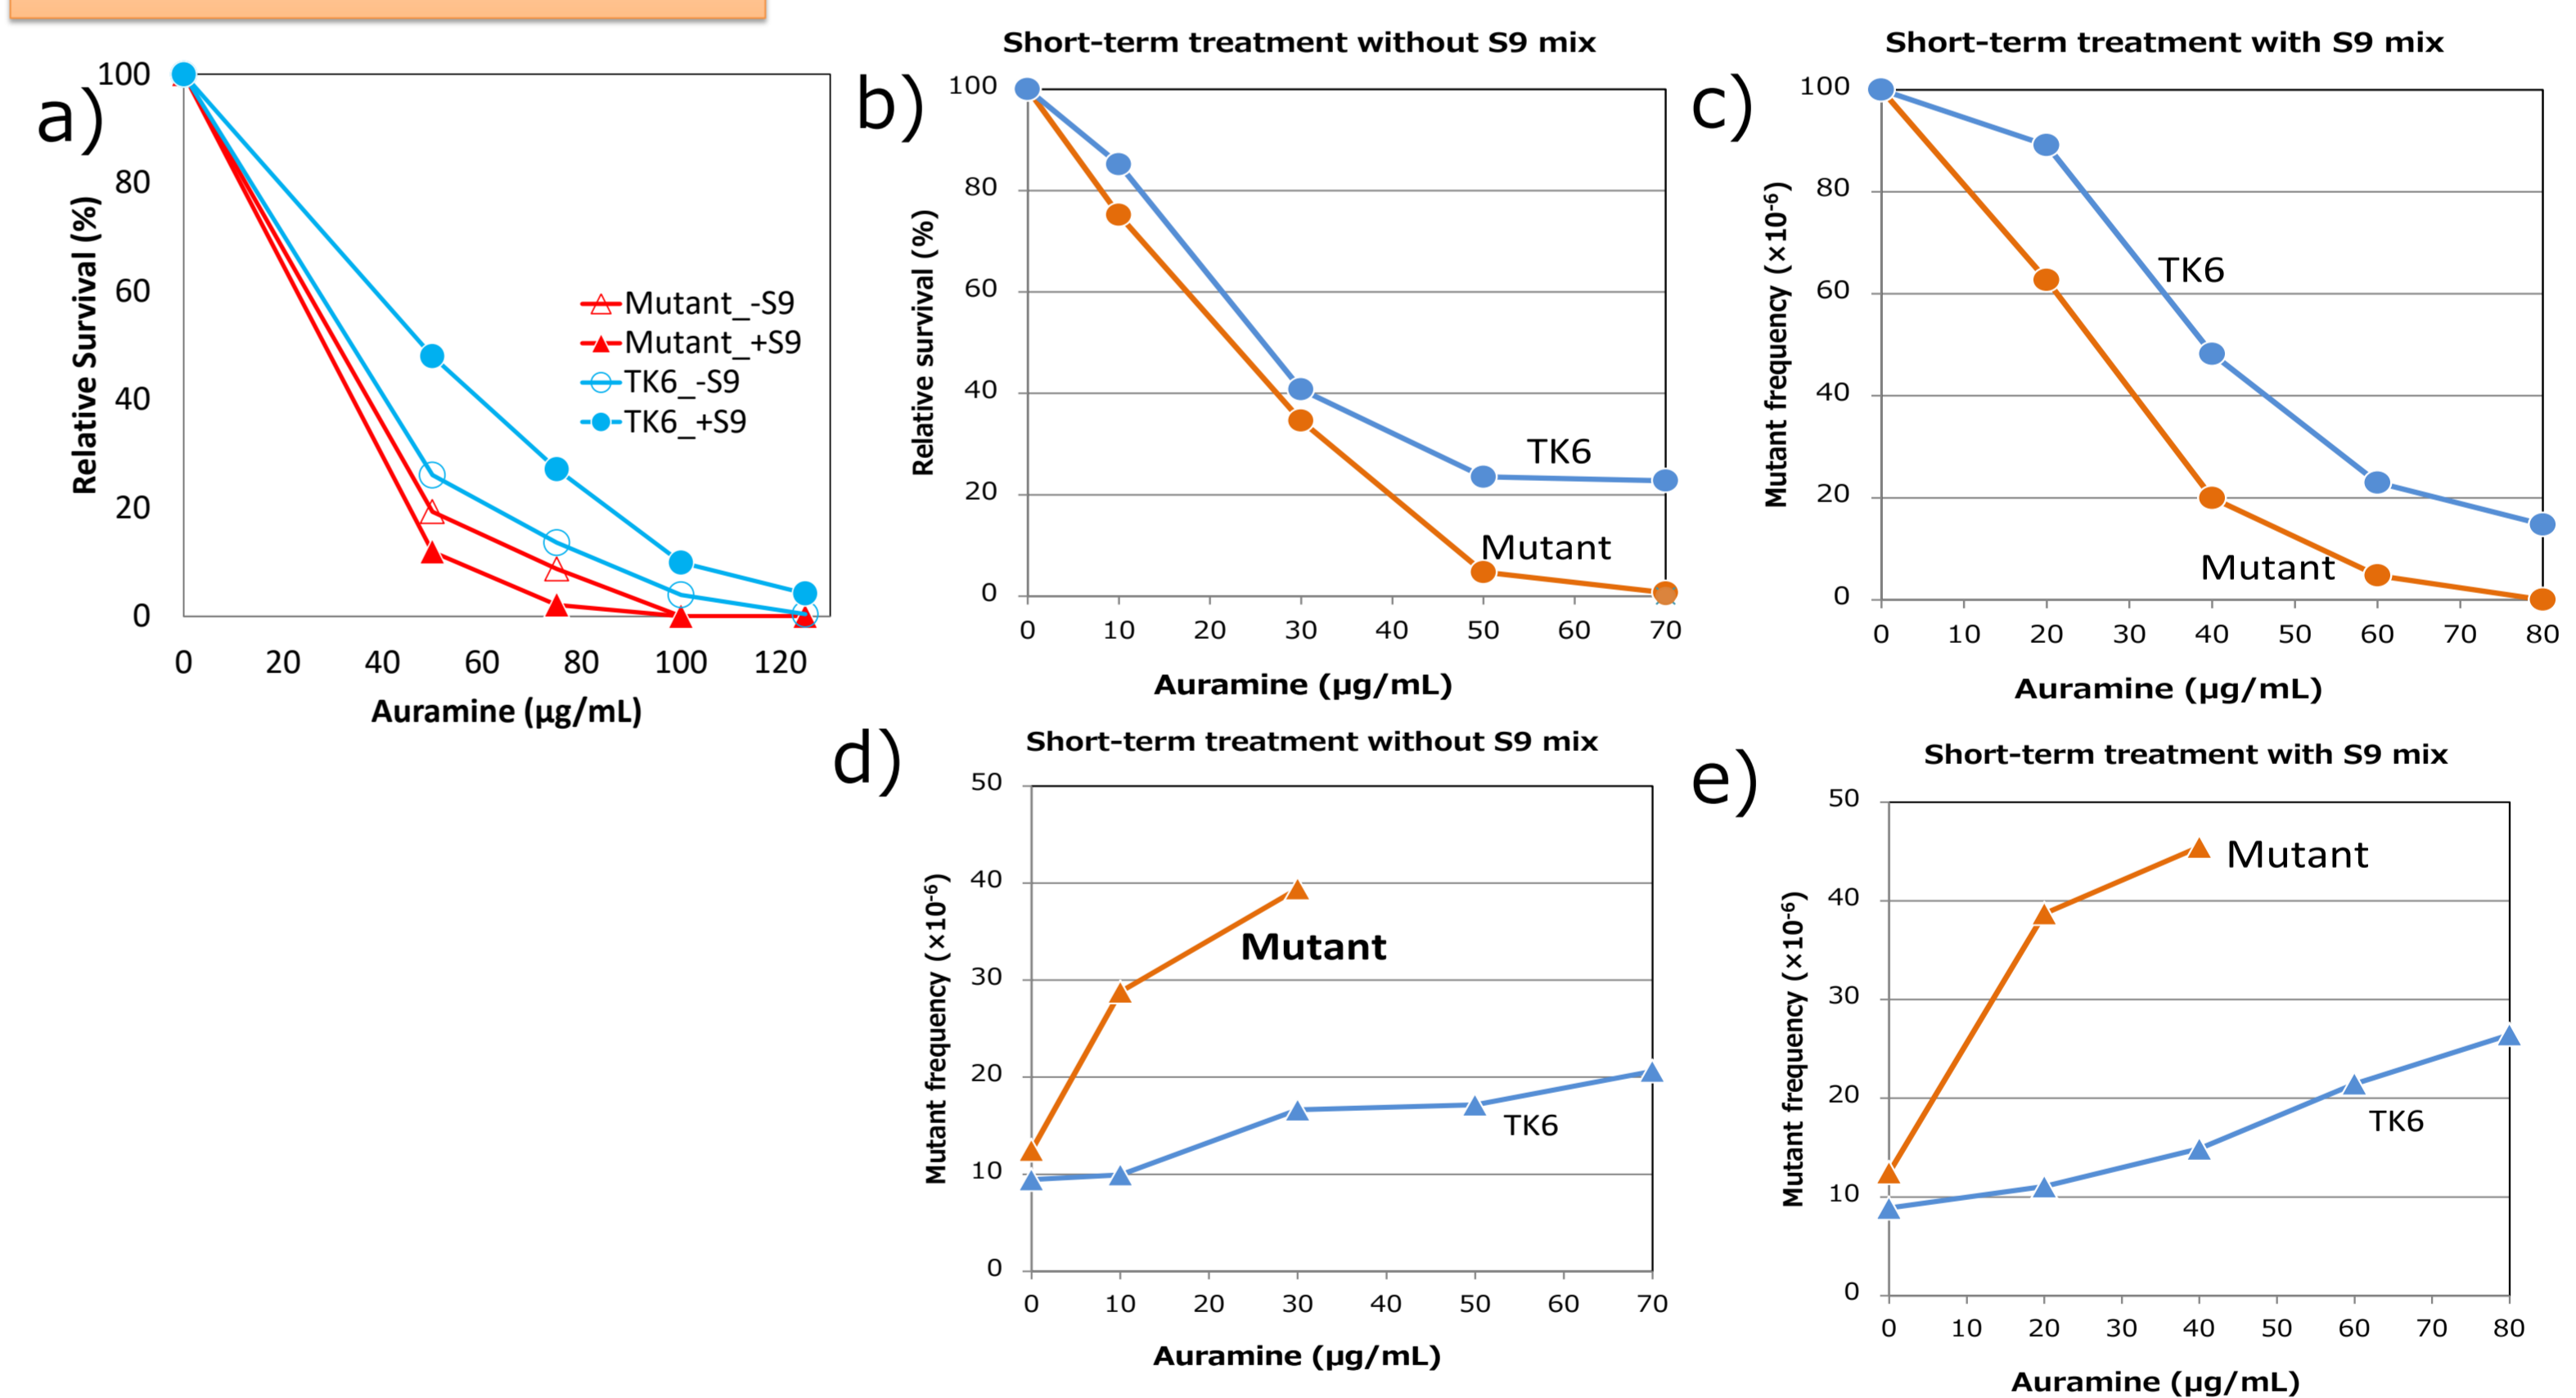 a)
100
80
60
40
20
0
0 20 40 60 80 100 120
Relative Survival (%)
Auramine (µg/mL)
Mutant_-S9
Mutant_+S9
TK6_-S9
TK6_+S9
b)
Short-term treatment without S9 mix
100
80
60
40
20
0
0 10 20 30 40 50 60 70
Relative survival (%)
Auramine (µg/mL)
TK6
Mutant
c)
Short-term treatment with S9 mix
100
80
60
40
20
0
0 10 20 30 40 50 60 70 80
Mutant frequency (×10⁻⁶)
Auramine (µg/mL)
TK6
Mutant
d)
Short-term treatment without S9 mix
50
40
30
20
10
0
0 10 20 30 40 50 60 70
Mutant frequency (×10⁻⁶)
Auramine (µg/mL)
Mutant
TK6
e)
Short-term treatment with S9 mix
50
40
30
20
10
0
0 10 20 30 40 50 60 70 80
Mutant frequency (×10⁻⁶)
Auramine (µg/mL)
Mutant
TK6